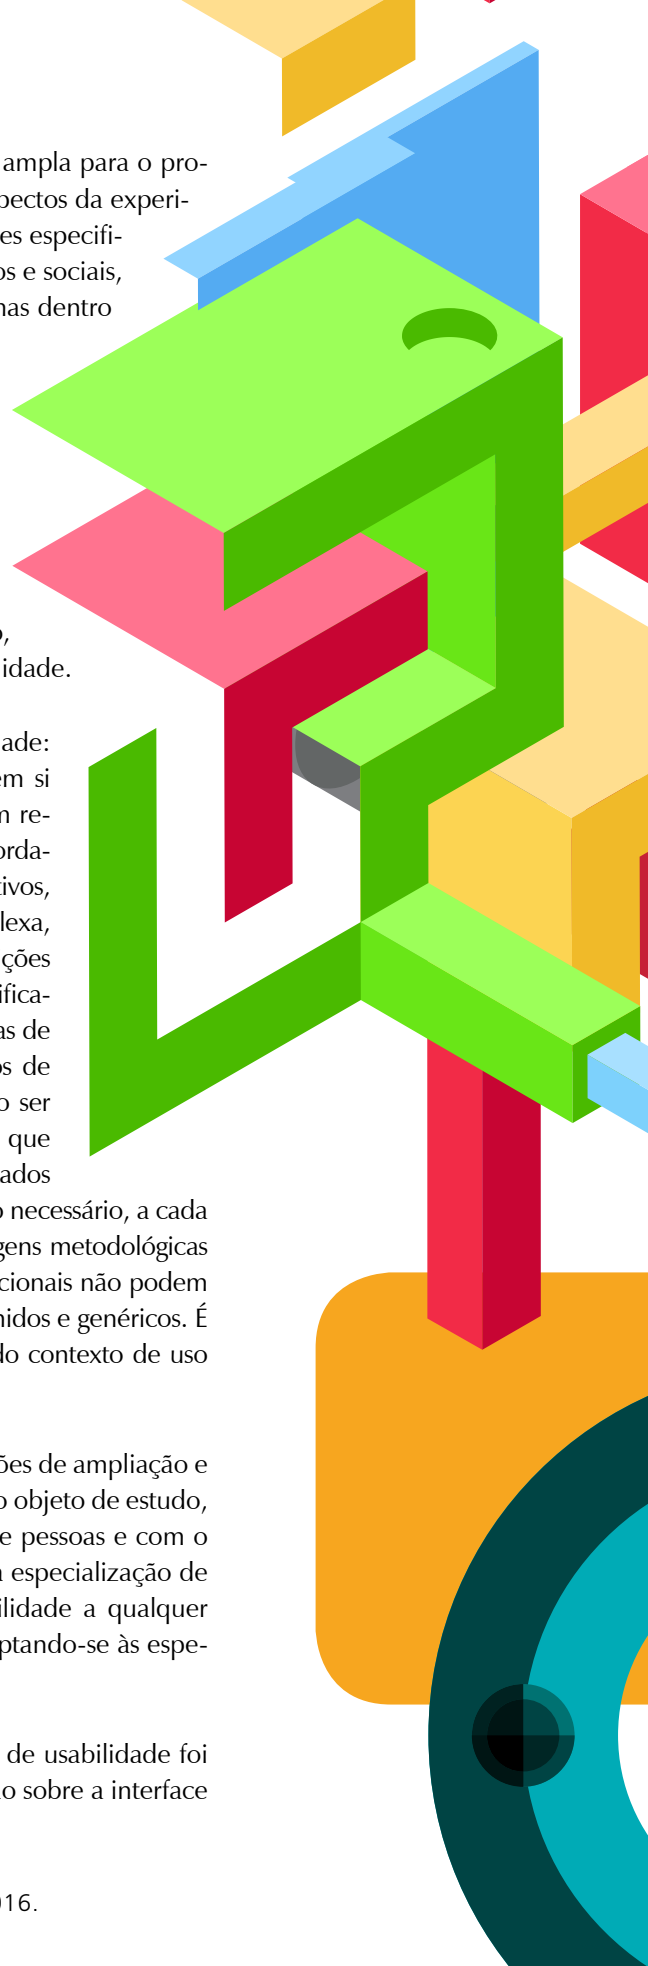 ampla para o pro-
pectos da experi-
es especifi-
os e sociais,
nas dentro
o,
idade.
ade:
em si
m re-
orda-
tivos,
lexa,
ções
ifica-
as de
os de
o ser
que
ados
o necessário, a cada
gens metodológicas
cionais não podem
nidos e genéricos. É
do contexto de uso
ões de ampliação e
o objeto de estudo,
e pessoas e com o
a especialização de
ilidade a qualquer
ptando-se às espe-
de usabilidade foi
o sobre a interface
016.